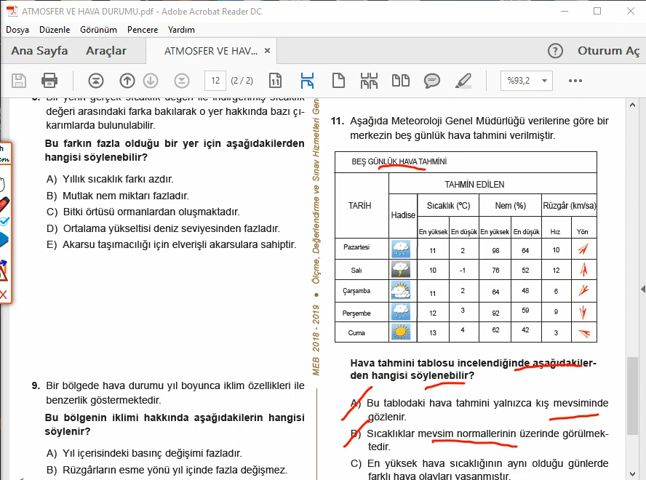 ATMOSFER VE HAVA DURUMU.pdf - Adobe Acrobat Reader DC
Dosya Düzenle Görünüm Pencere Yardım
Ana Sayfa Araçlar ATMOSFER VE HAV... × ? Oturum Aç
12 (2 / 2) %93,2
değeri arasındaki farka bakılarak o yer hakkında bazı çı-
karımlarda bulunulabilir.
Bu farkın fazla olduğu bir yer için aşağıdakilerden
hangisi söylenebilir?
A) Yıllık sıcaklık farkı azdır.
B) Mutlak nem miktarı fazladır.
C) Bitki örtüsü ormanlardan oluşmaktadır.
D) Ortalama yükseltisi deniz seviyesinden fazladır.
E) Akarsu taşımacılığı için elverişli akarsulara sahiptir.
9. Bir bölgede hava durumu yıl boyunca iklim özellikleri ile
benzerlik göstermektedir.
Bu bölgenin iklimi hakkında aşağıdakilerin hangisi
söylenir?
A) Yıl içerisindeki basınç değişimi fazladır.
B) Rüzgârların esme yönü yıl içinde fazla değişmez.
MEB 2018 - 2019 ● Ölçme, Değerlendirme ve Sınav Hizmetleri Gen
11. Aşağıda Meteoroloji Genel Müdürlüğü verilerine göre bir
merkezin beş günlük hava tahmini verilmiştir.
BEŞ GÜNLÜK HAVA TAHMİNİ
TARİH TAHMİN EDİLEN
Hadise Sıcaklık (°C) Nem (%) Rüzgâr (km/sa)
En yüksek En düşük En yüksek En düşük Hız Yön
Pazartesi 11 2 98 64 10
Salı 10 -1 76 52 12
Çarşamba 11 2 64 48 6
Perşembe 12 3 92 59 9
Cuma 13 4 62 42 3
Hava tahmini tablosu incelendiğinde aşağıdakiler-
den hangisi söylenebilir?
A) Bu tablodaki hava tahmini yalnızca kış mevsiminde
gözlenir.
B) Sıcaklıklar mevsim normallerinin üzerinde görülmek-
tedir.
C) En yüksek hava sıcaklığının aynı olduğu günlerde
farklı hava olayları yaşanmıştır.